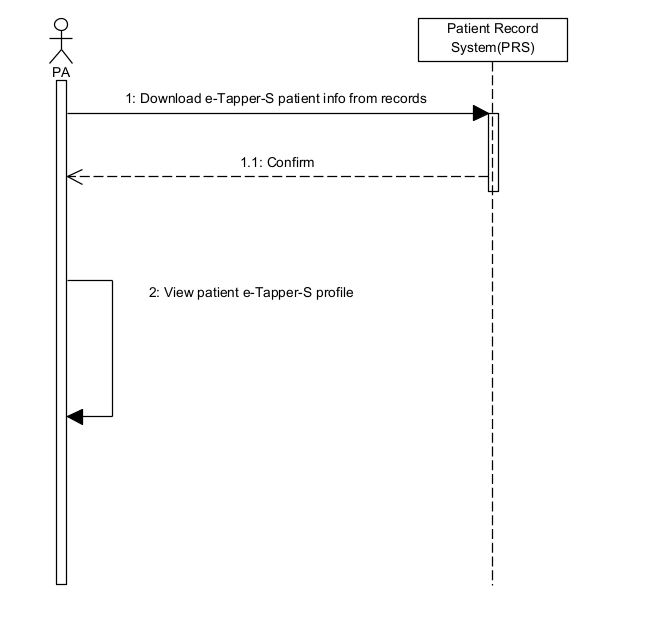 Patient Record
System(PRS)
PA
1: Download e-Tapper-S patient info from records
1.1: Confirm
2: View patient e-Tapper-S profile